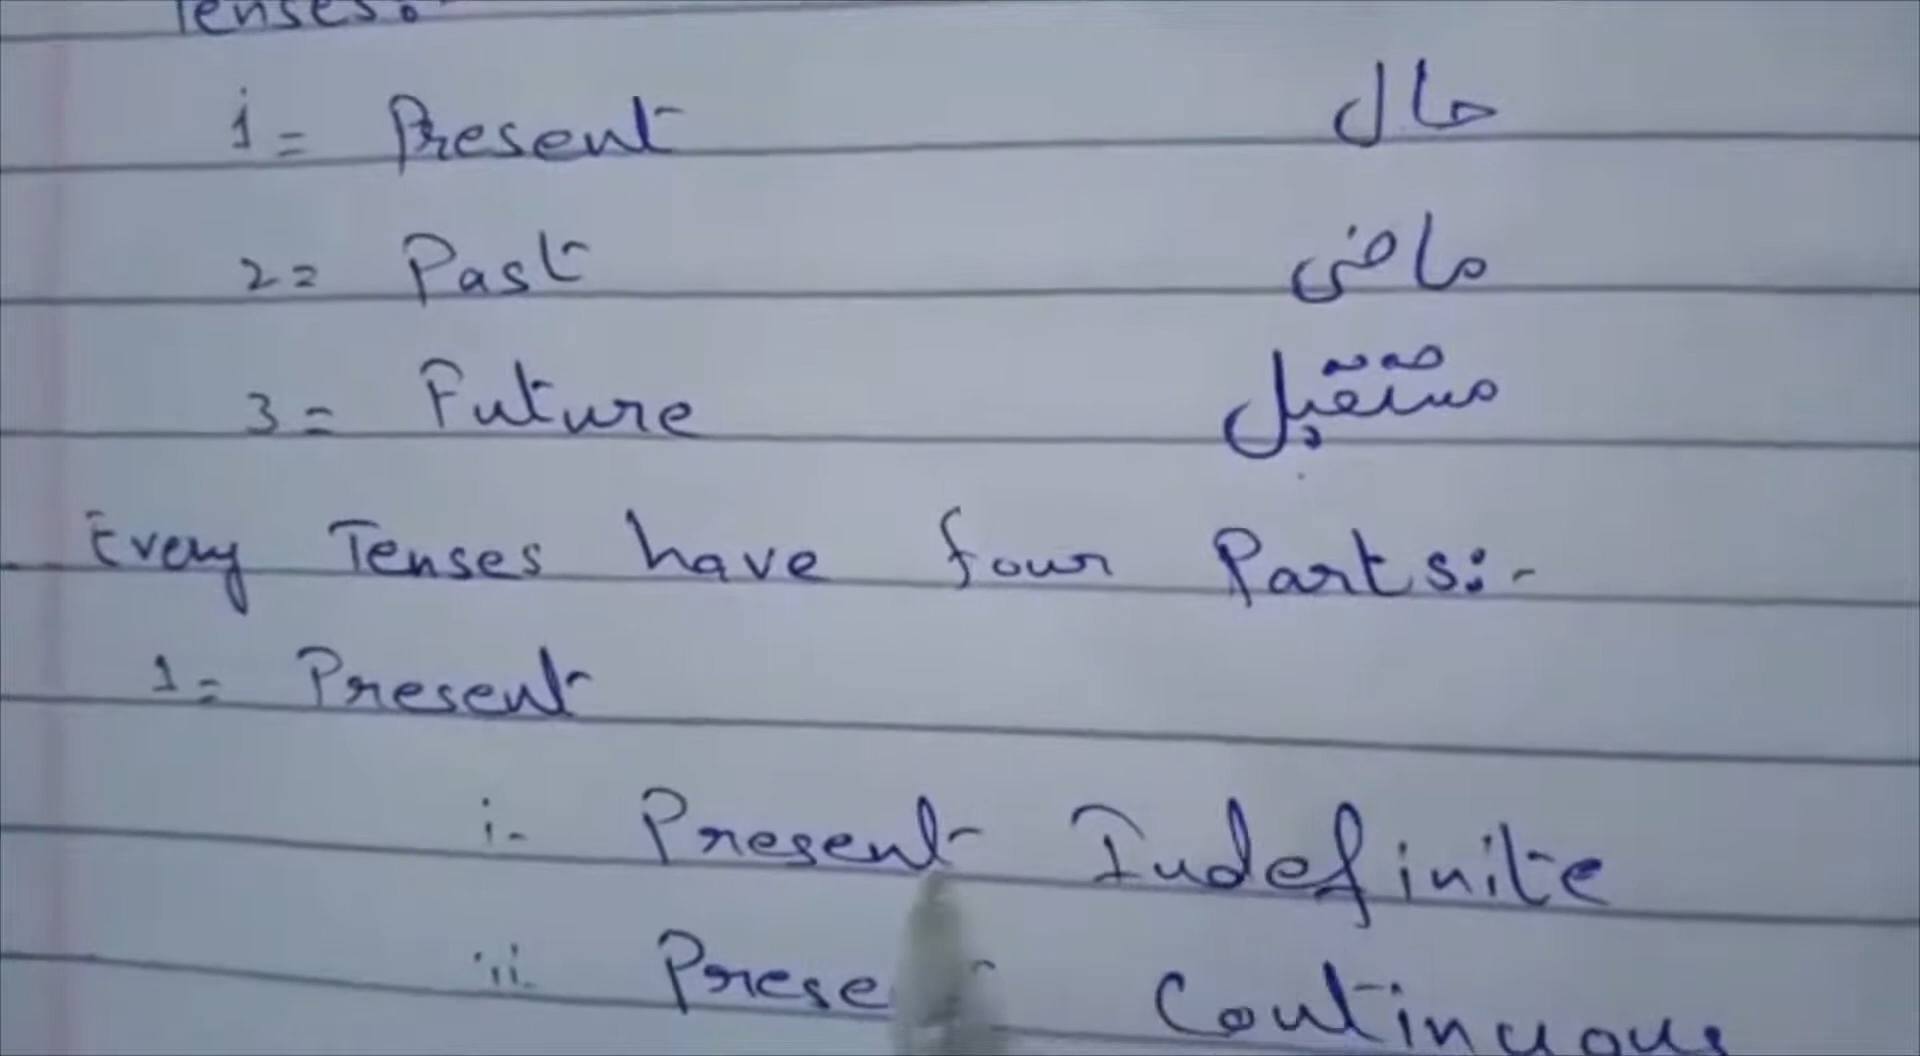 Tenses.
1= Present حال
2= Past ماضی
3= Future مستقبل
Every Tenses have four Parts:-
1= Present
i- Present Indefinite
ii- Continuous